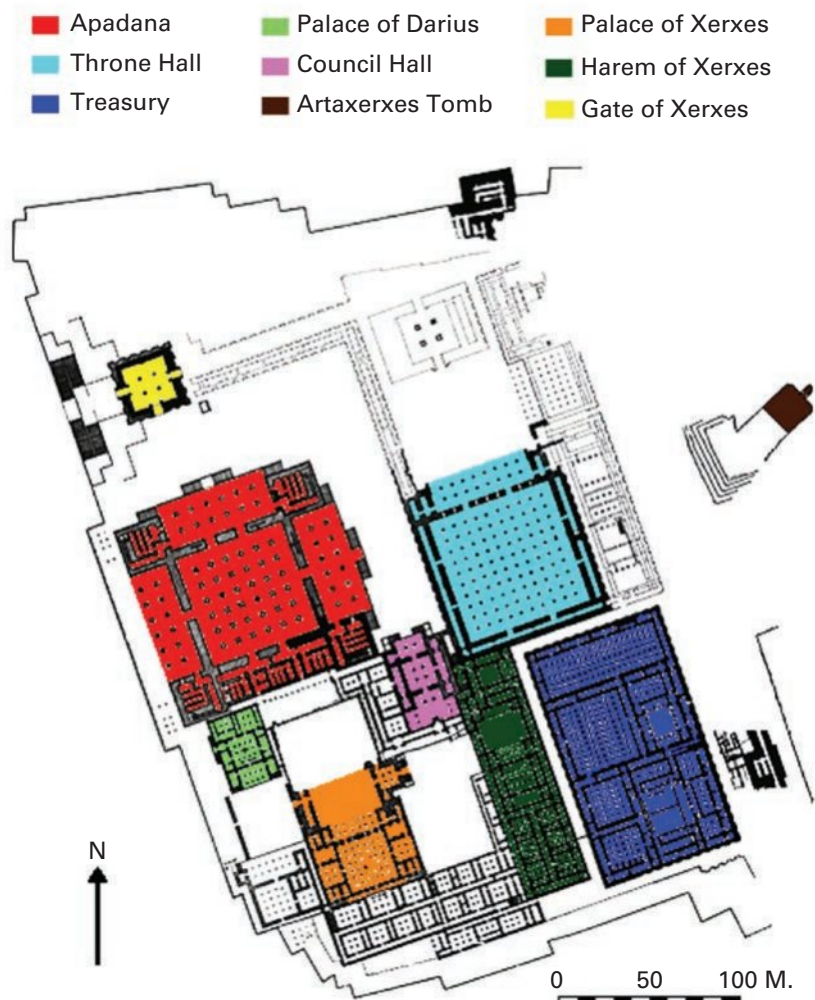 Apadana
Palace of Darius
Palace of Xerxes
Throne Hall
Council Hall
Harem of Xerxes
Treasury
Artaxerxes Tomb
Gate of Xerxes
N
0 50 100 M.